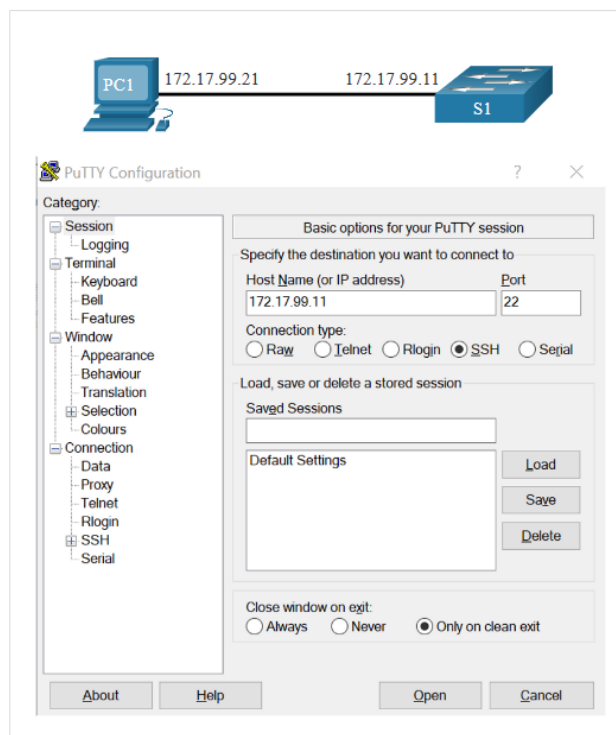 PC1 172.17.99.21 172.17.99.11
S1
PuTTY Configuration ? ×
Category:
Session
Logging
Terminal
Keyboard
Bell
Features
Window
Appearance
Behaviour
Translation
Selection
Colours
Connection
Data
Proxy
Telnet
Rlogin
SSH
Serial
Basic options for your PuTTY session
Specify the destination you want to connect to
Host Name (or IP address) Port
172.17.99.11 22
Connection type:
Raw Telnet Rlogin SSH Serial
Load, save or delete a stored session
Saved Sessions
Default Settings
Load
Save
Delete
Close window on exit:
Always Never Only on clean exit
About Help Open Cancel